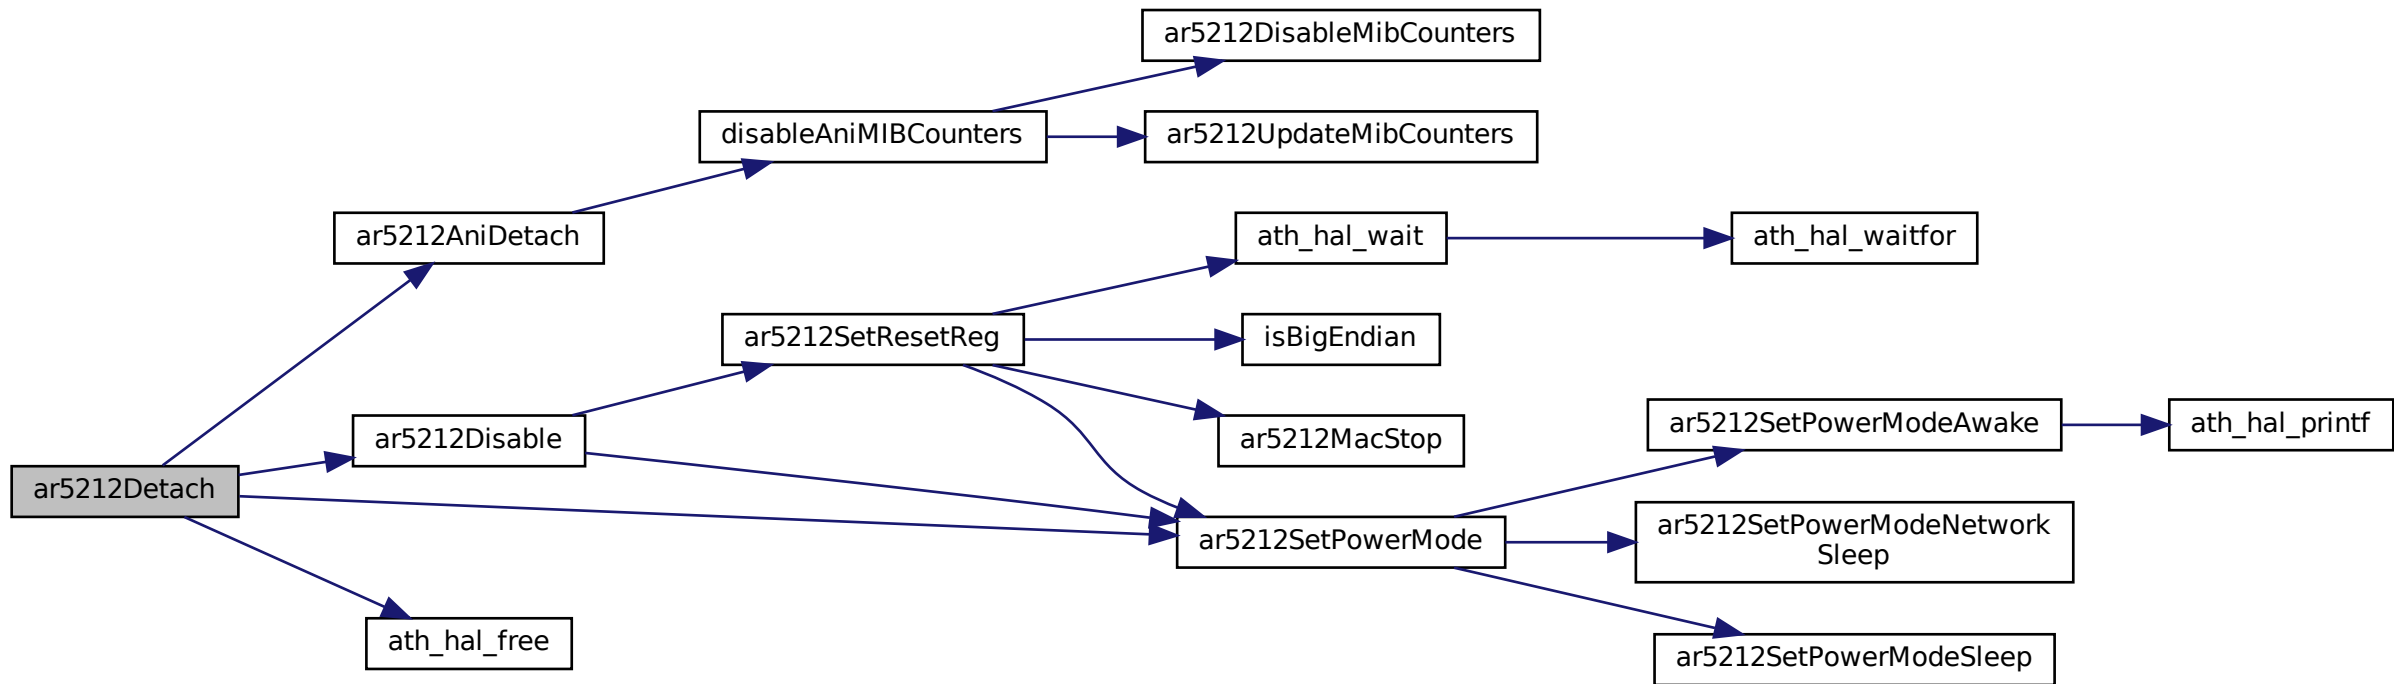 ar5212DisableMibCounters
disableAniMIBCounters
ar5212UpdateMibCounters
ar5212AniDetach
ath_hal_wait
ath_hal_waitfor
ar5212SetResetReg
isBigEndian
ar5212SetPowerModeAwake
ath_hal_printf
ar5212Disable
ar5212MacStop
ar5212Detach
ar5212SetPowerModeNetwork
Sleep
ar5212SetPowerMode
ath_hal_free
ar5212SetPowerModeSleep